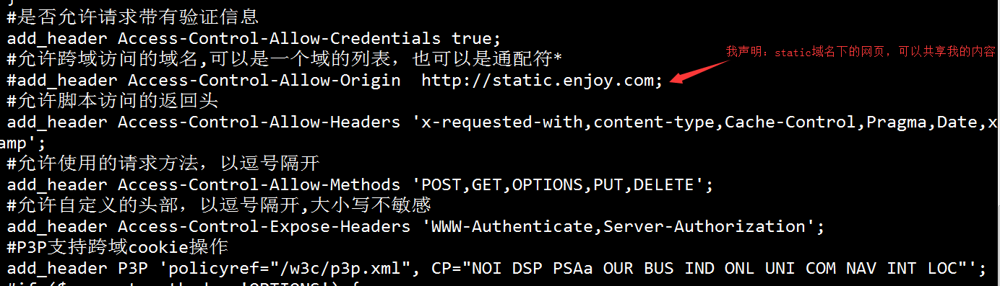 }
#是否允许请求带有验证信息
add_header Access-Control-Allow-Credentials true;
#允许跨域访问的域名,可以是一个域的列表，也可以是通配符*
我声明：static域名下的网页，可以共享我的内容
#add_header Access-Control-Allow-Origin  http://static.enjoy.com;
#允许脚本访问的返回头
add_header Access-Control-Allow-Headers 'x-requested-with,content-type,Cache-Control,Pragma,Date,x
amp';
#允许使用的请求方法，以逗号隔开
add_header Access-Control-Allow-Methods 'POST,GET,OPTIONS,PUT,DELETE';
#允许自定义的头部，以逗号隔开,大小写不敏感
add_header Access-Control-Expose-Headers 'WWW-Authenticate,Server-Authorization';
#P3P支持跨域cookie操作
add_header P3P 'policyref="/w3c/p3p.xml", CP="NOI DSP PSAa OUR BUS IND ONL UNI COM NAV INT LOC"';